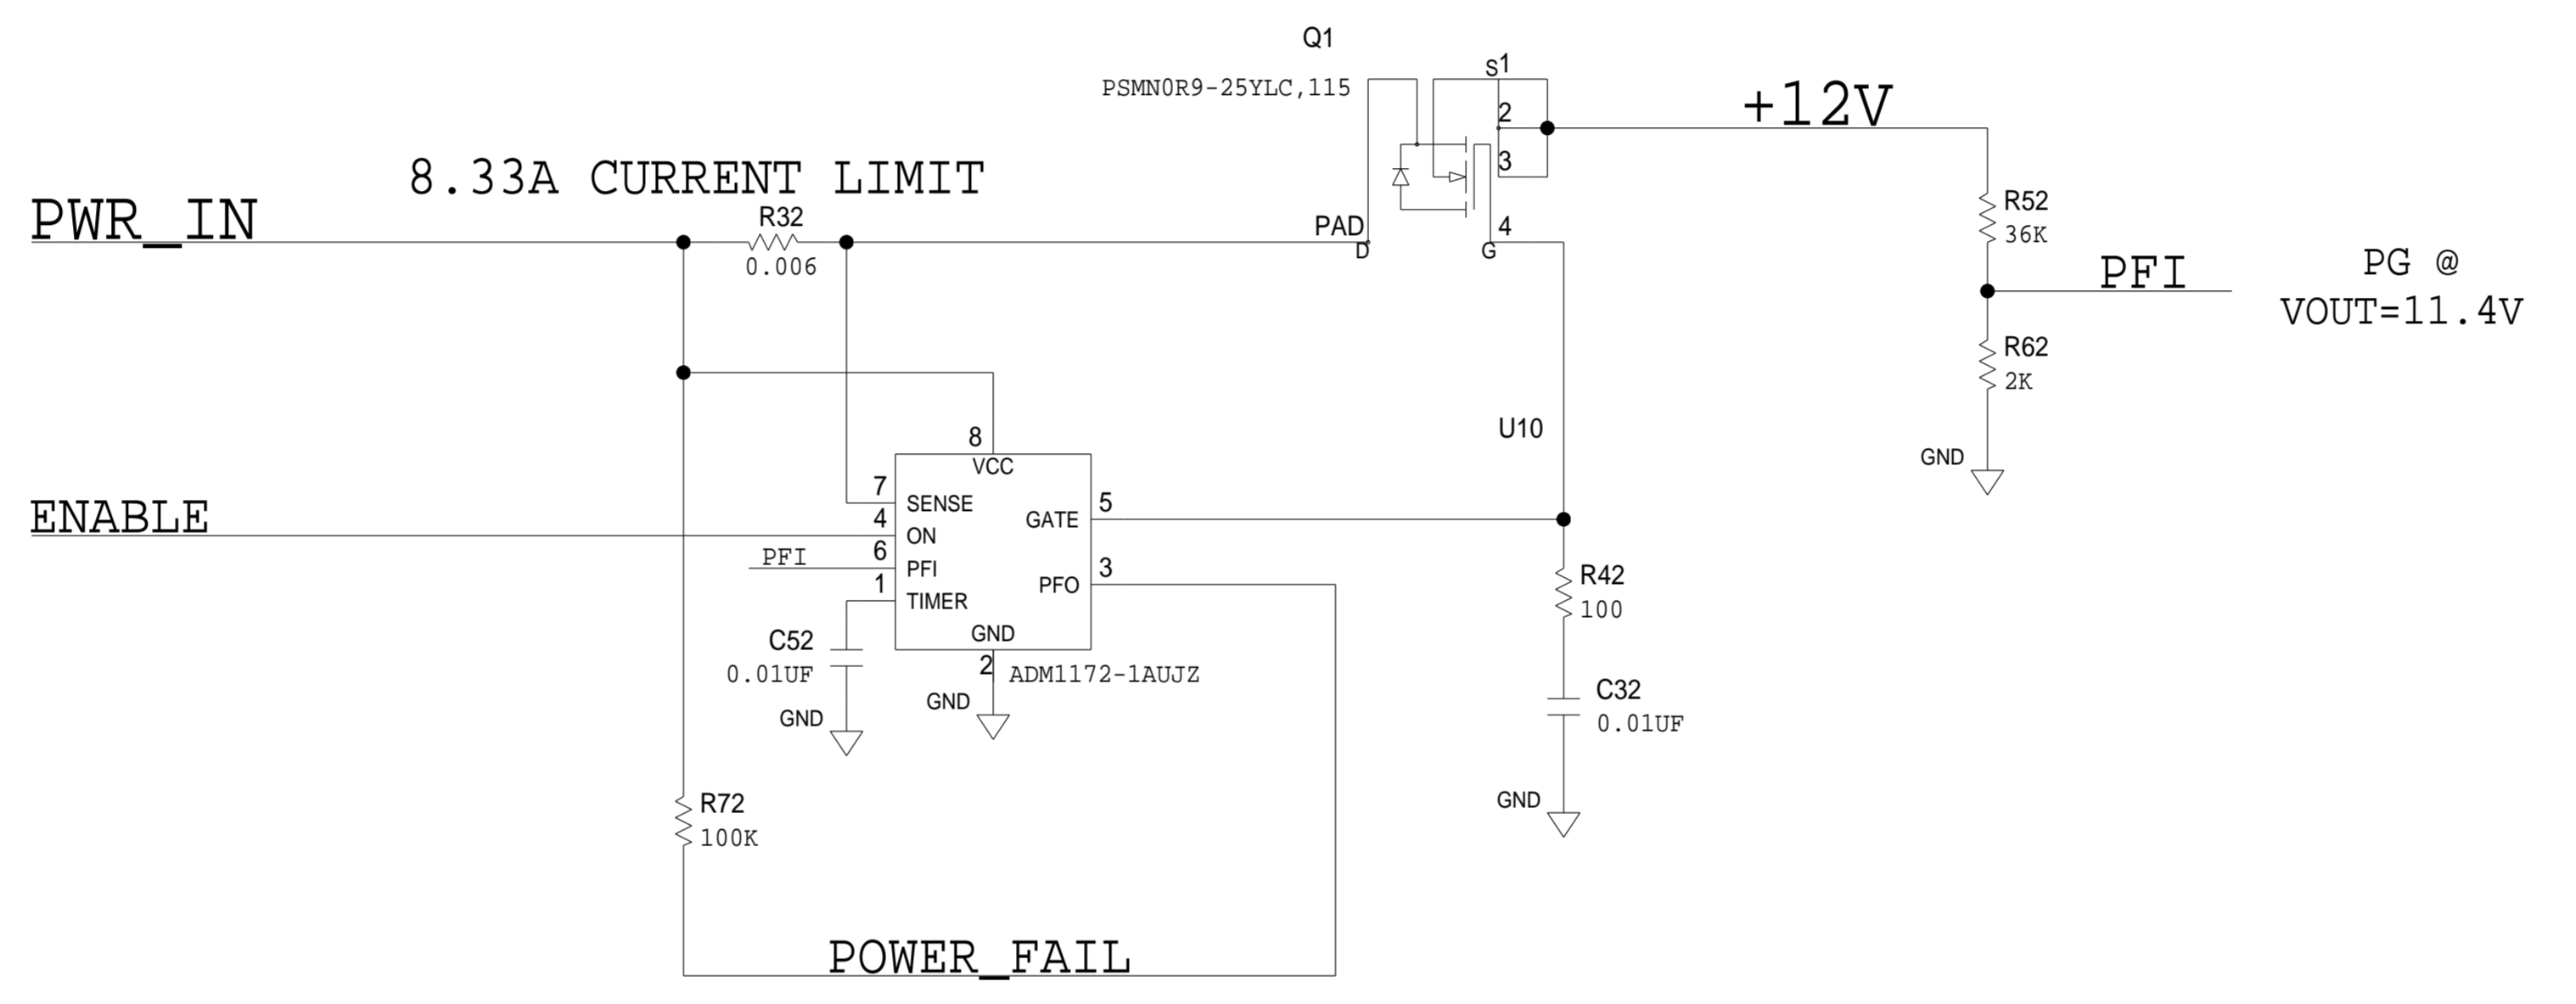 Q1
PSMN0R9-25YLC,115
S
1
2
3
+12V
8.33A CURRENT LIMIT
PWR_IN
R32
0.006
PAD
D
4
G
R52
36K
PFI
PG @
VOUT=11.4V
R62
2K
GND
U10
8
VCC
7
SENSE
ENABLE
4
ON
GATE
5
PFI
6
PFI
1
TIMER
PFO
3
GND
2
ADM1172-1AUJZ
GND
C52
0.01UF
GND
R42
100
C32
0.01UF
GND
R72
100K
POWER_FAIL